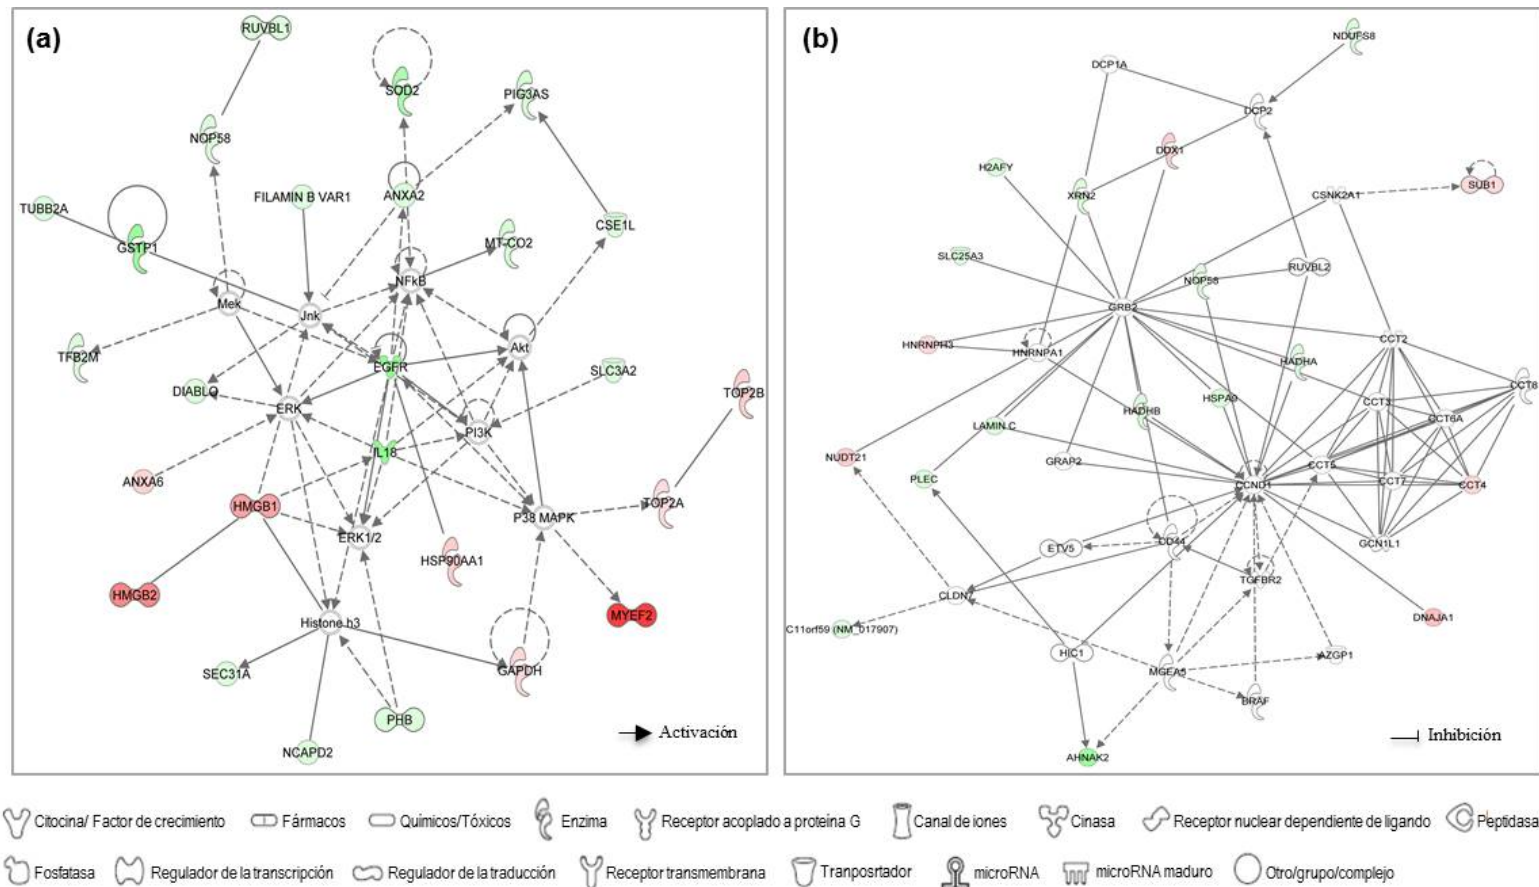 (a)
RUVBL1
SOD2
PIG3AS
NOP58
FILAMIN B VAR1
ANXA2
TUBB2A
CSE1L
GSTP1
MT-CO2
NFkB
Mek
Jnk
Akt
TFB2M
EGFR
SLC3A2
DIABLO
TOP2B
ERK
PI3K
IL18
ANXA6
HMGB1
TOP2A
P38 MAPK
ERK1/2
HSP90AA1
HMGB2
MYEF2
Histone h3
SEC31A
GAPDH
PHB
Activación
NCAPD2
(b)
NDUFS8
DCP1A
DCP2
DDX1
H2AFY
SUB1
XRN2
CSNK2A1
SLC25A3
RUVBL2
NOP58
GRB2
HNRNPH3
HNRNPA1
CCT2
HADHA
CCT8
HSPA9
CCT3
HADHB
CCT6A
LAMIN C
NUDT21
GRAP2
CCT5
PLEC
CCND1
CCT7
CCT4
ETV5
CD44
GCN1L1
TGFBR2
CLDN7
DNAJA1
C11orf59 (NM_017907)
HIC1
AZGP1
MGEA5
BRAF
Inhibición
AHNAK2
Citocina/ Factor de crecimiento
Fármacos
Químicos/Tóxicos
Enzima
Receptor acoplado a proteína G
Canal de iones
Cinasa
Receptor nuclear dependiente de ligando
Peptidasa
Fosfatasa
Regulador de la transcripción
Regulador de la traducción
Receptor transmembrana
Tranposrtador
microRNA
microRNA maduro
Otro/grupo/complejo